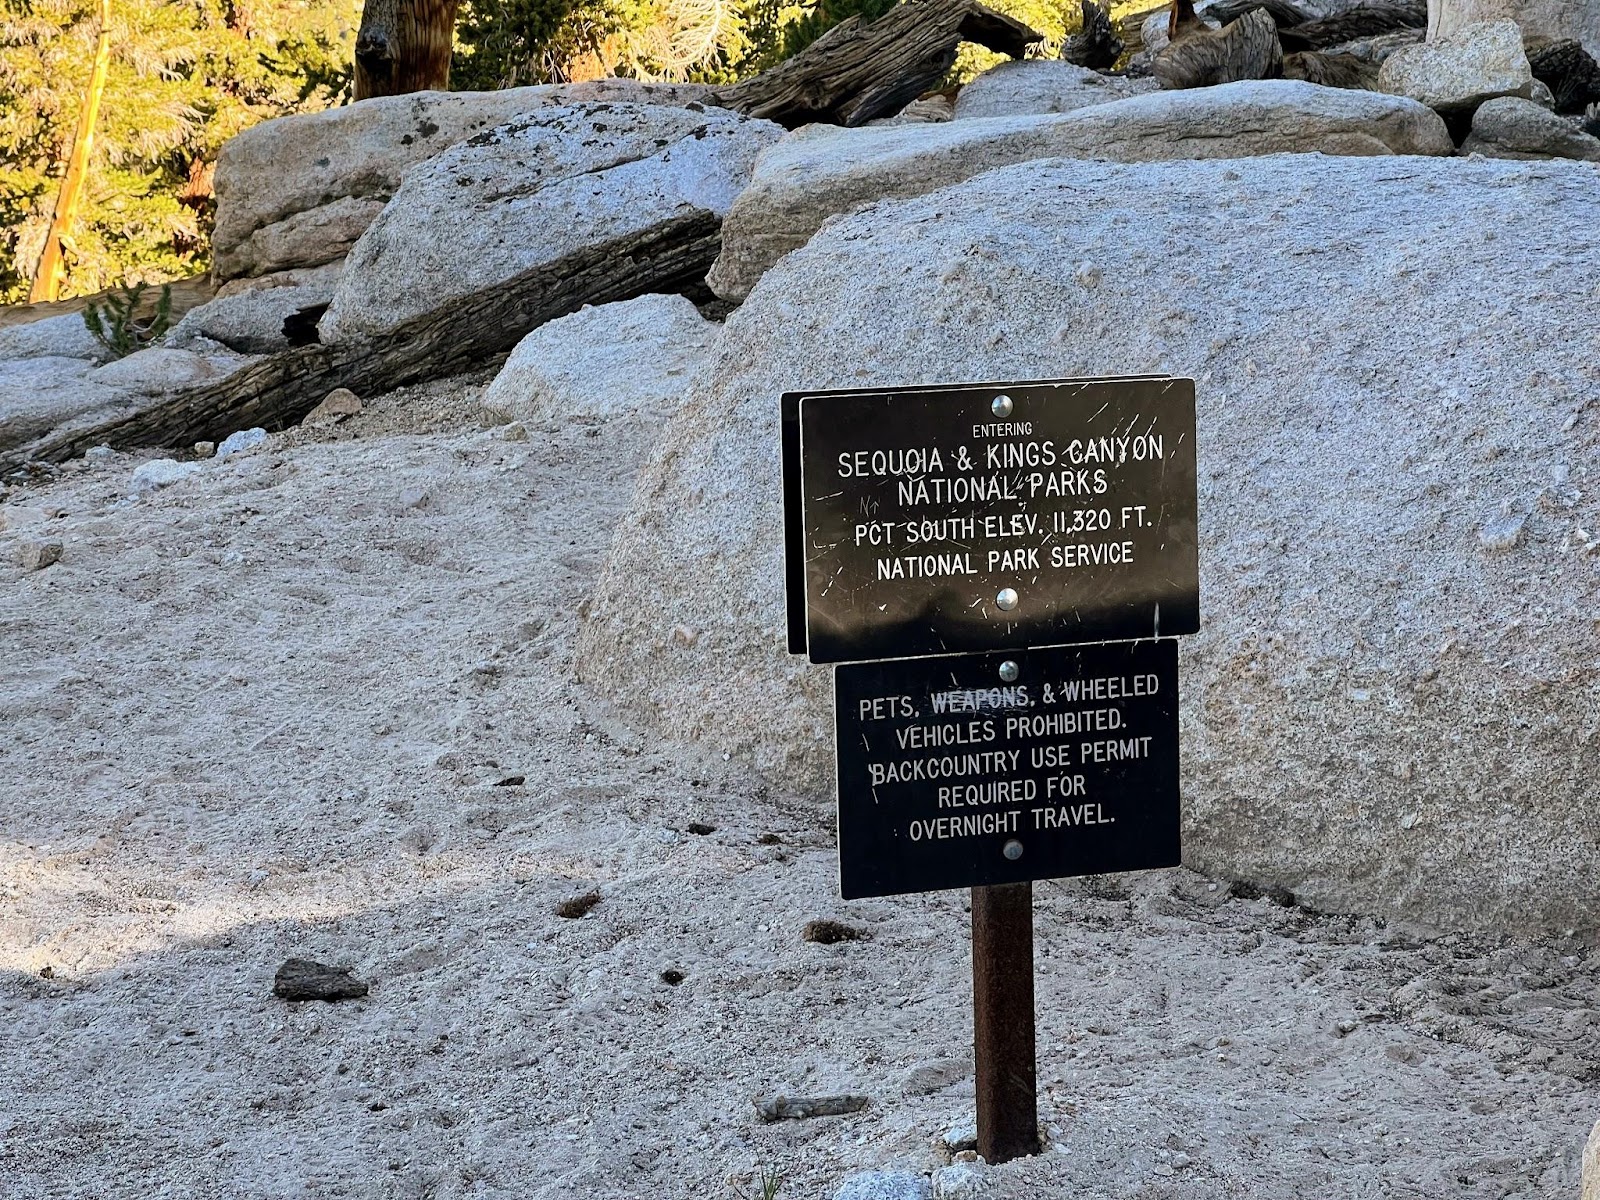 ENTERING
SEQUOIA & KINGS CANYON
NATIONAL PARKS
N↑
PCT SOUTH ELEV. 11,320 FT.
NATIONAL PARK SERVICE
PETS, WEAPONS, & WHEELED
VEHICLES PROHIBITED.
BACKCOUNTRY USE PERMIT
REQUIRED FOR
OVERNIGHT TRAVEL.